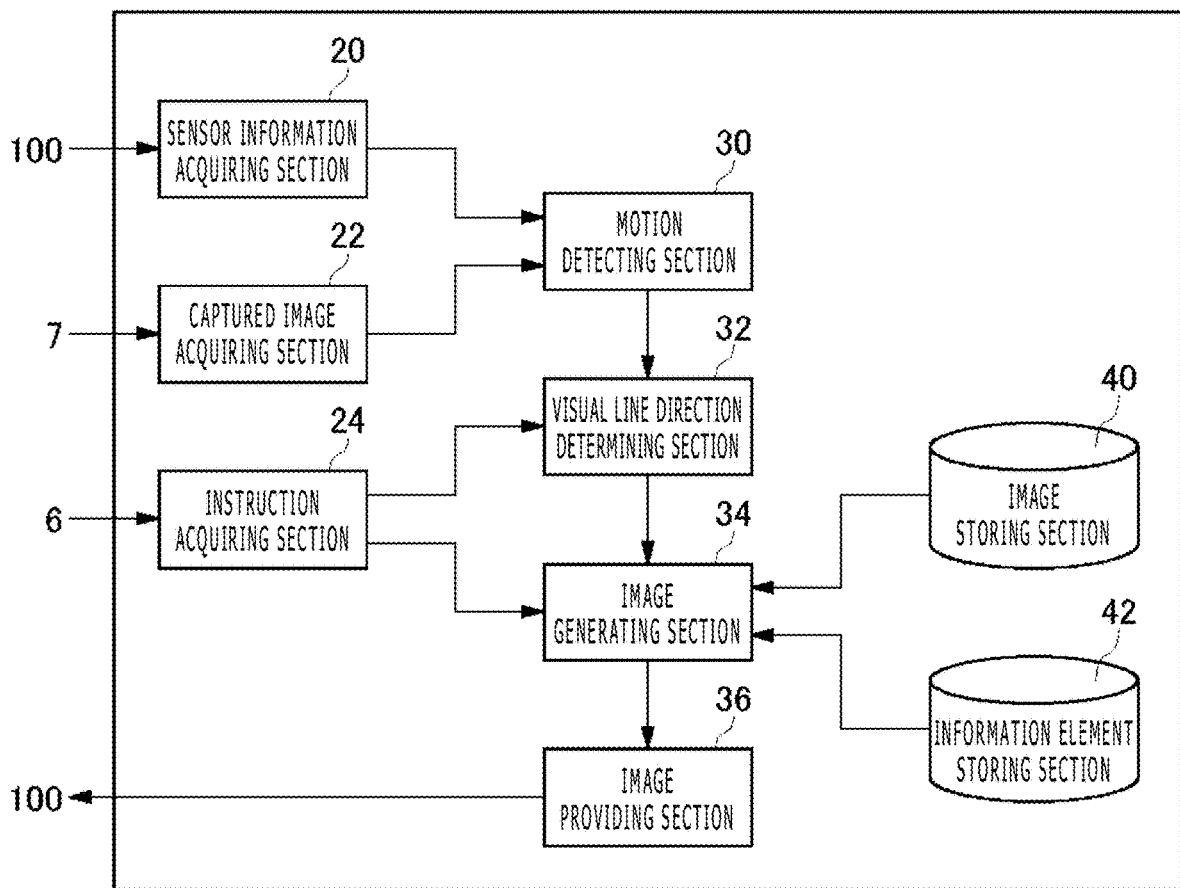 20
100
SENSOR INFORMATION
ACQUIRING SECTION
30
MOTION
DETECTING SECTION
22
7
CAPTURED IMAGE
ACQUIRING SECTION
32
VISUAL LINE DIRECTION
DETERMINING SECTION
24
6
INSTRUCTION
ACQUIRING SECTION
40
IMAGE
STORING SECTION
34
IMAGE
GENERATING SECTION
42
INFORMATION ELEMENT
STORING SECTION
36
100
IMAGE
PROVIDING SECTION